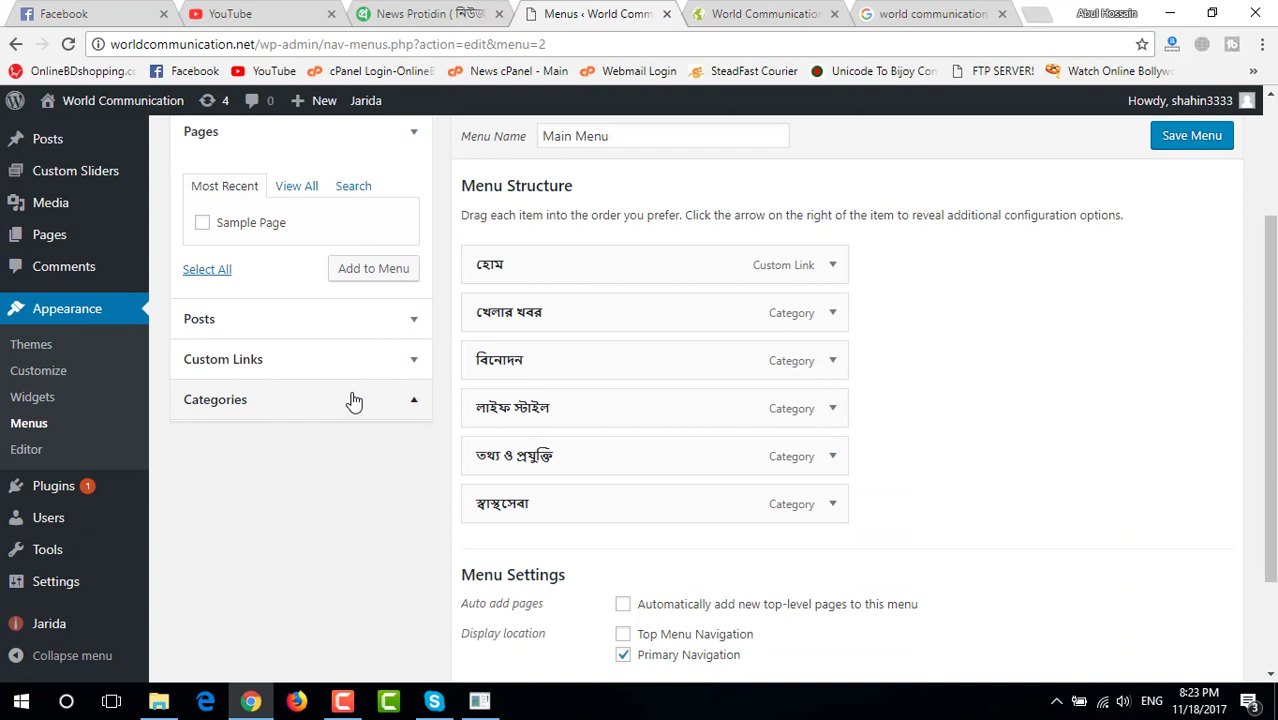 Facebook
YouTube
News Protidin ( নিউজ
Menus ‹ World Comm
World Communication
world communication
Abul Hossain
worldcommunication.net/wp-admin/nav-menus.php?action=edit&menu=2
OnlineBDshopping.cc
Facebook
YouTube
cPanel Login-OnlineB
News cPanel - Main
Webmail Login
SteadFast Courier
Unicode To Bijoy Con
FTP SERVER!
Watch Online Bollyw
World Communication
4
0
New
Jarida
Howdy, shahin3333
Posts
Custom Sliders
Media
Pages
Comments
Appearance
Themes
Customize
Widgets
Menus
Editor
Plugins 1
Users
Tools
Settings
Jarida
Collapse menu
Pages
Most Recent
View All
Search
Sample Page
Select All
Add to Menu
Posts
Custom Links
Categories
Menu Name
Main Menu
Save Menu
Menu Structure
Drag each item into the order you prefer. Click the arrow on the right of the item to reveal additional configuration options.
হোম Custom Link
খেলার খবর Category
বিনোদন Category
লাইফ স্টাইল Category
তথ্য ও প্রযুক্তি Category
স্বাস্থসেবা Category
Menu Settings
Auto add pages
Automatically add new top-level pages to this menu
Display location
Top Menu Navigation
Primary Navigation
ENG
8:23 PM
11/18/2017
3